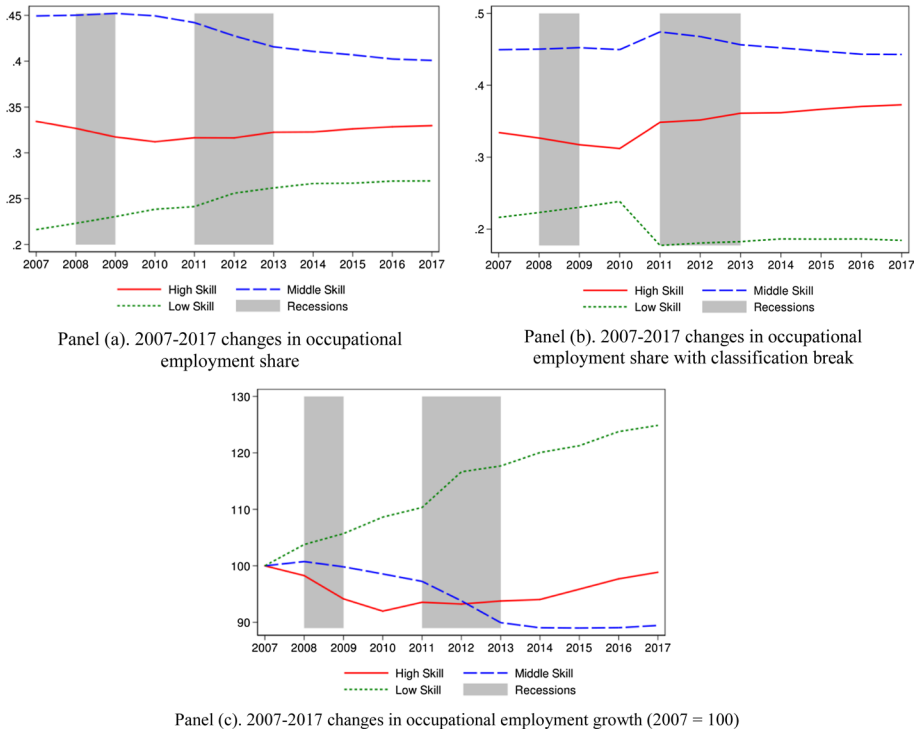 .45
.4
.35
.3
.25
.2
2007 2008 2009 2010 2011 2012 2013 2014 2015 2016 2017
High Skill Middle Skill
Low Skill Recessions
Panel (a). 2007-2017 changes in occupational
employment share
.5
.4
.3
.2
2007 2008 2009 2010 2011 2012 2013 2014 2015 2016 2017
High Skill Middle Skill
Low Skill Recessions
Panel (b). 2007-2017 changes in occupational
employment share with classification break
130
120
110
100
90
2007 2008 2009 2010 2011 2012 2013 2014 2015 2016 2017
High Skill Middle Skill
Low Skill Recessions
Panel (c). 2007-2017 changes in occupational employment growth (2007 = 100)